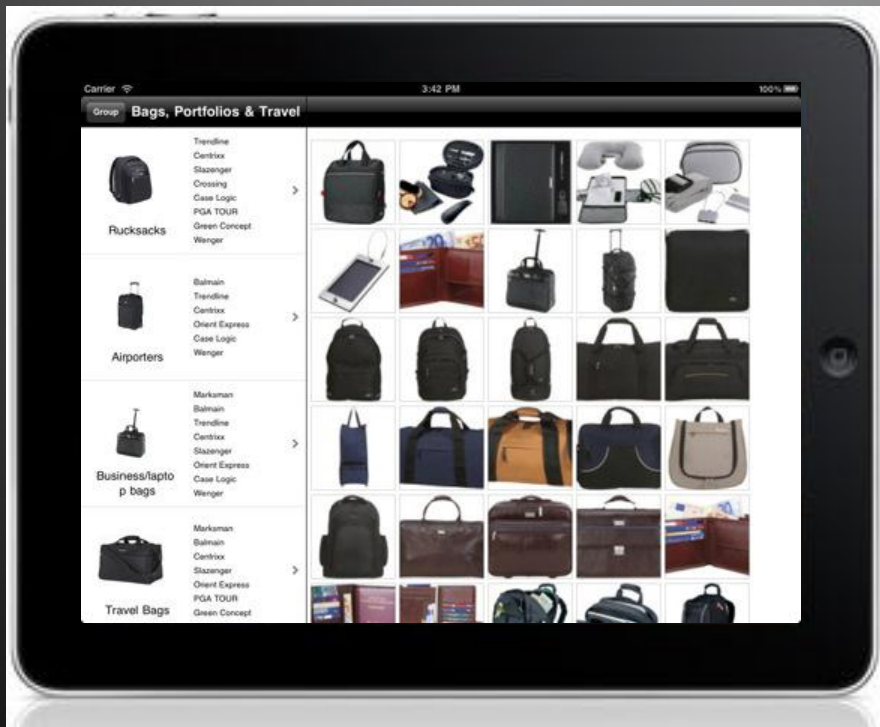 Carrier 3:42 PM 100%
Group Bags, Portfolios & Travel
Trendline
Centrixx
Slazenger
Crossing
Case Logic
PGA TOUR
Green Concept
Wenger
Rucksacks
Balmain
Trendline
Centrixx
Orient Express
Case Logic
Wenger
Airporters
Marksman
Balmain
Trendline
Centrixx
Slazenger
Orient Express
Case Logic
Wenger
Business/lapto
p bags
Marksman
Balmain
Centrixx
Slazenger
Orient Express
PGA TOUR
Green Concept
Travel Bags